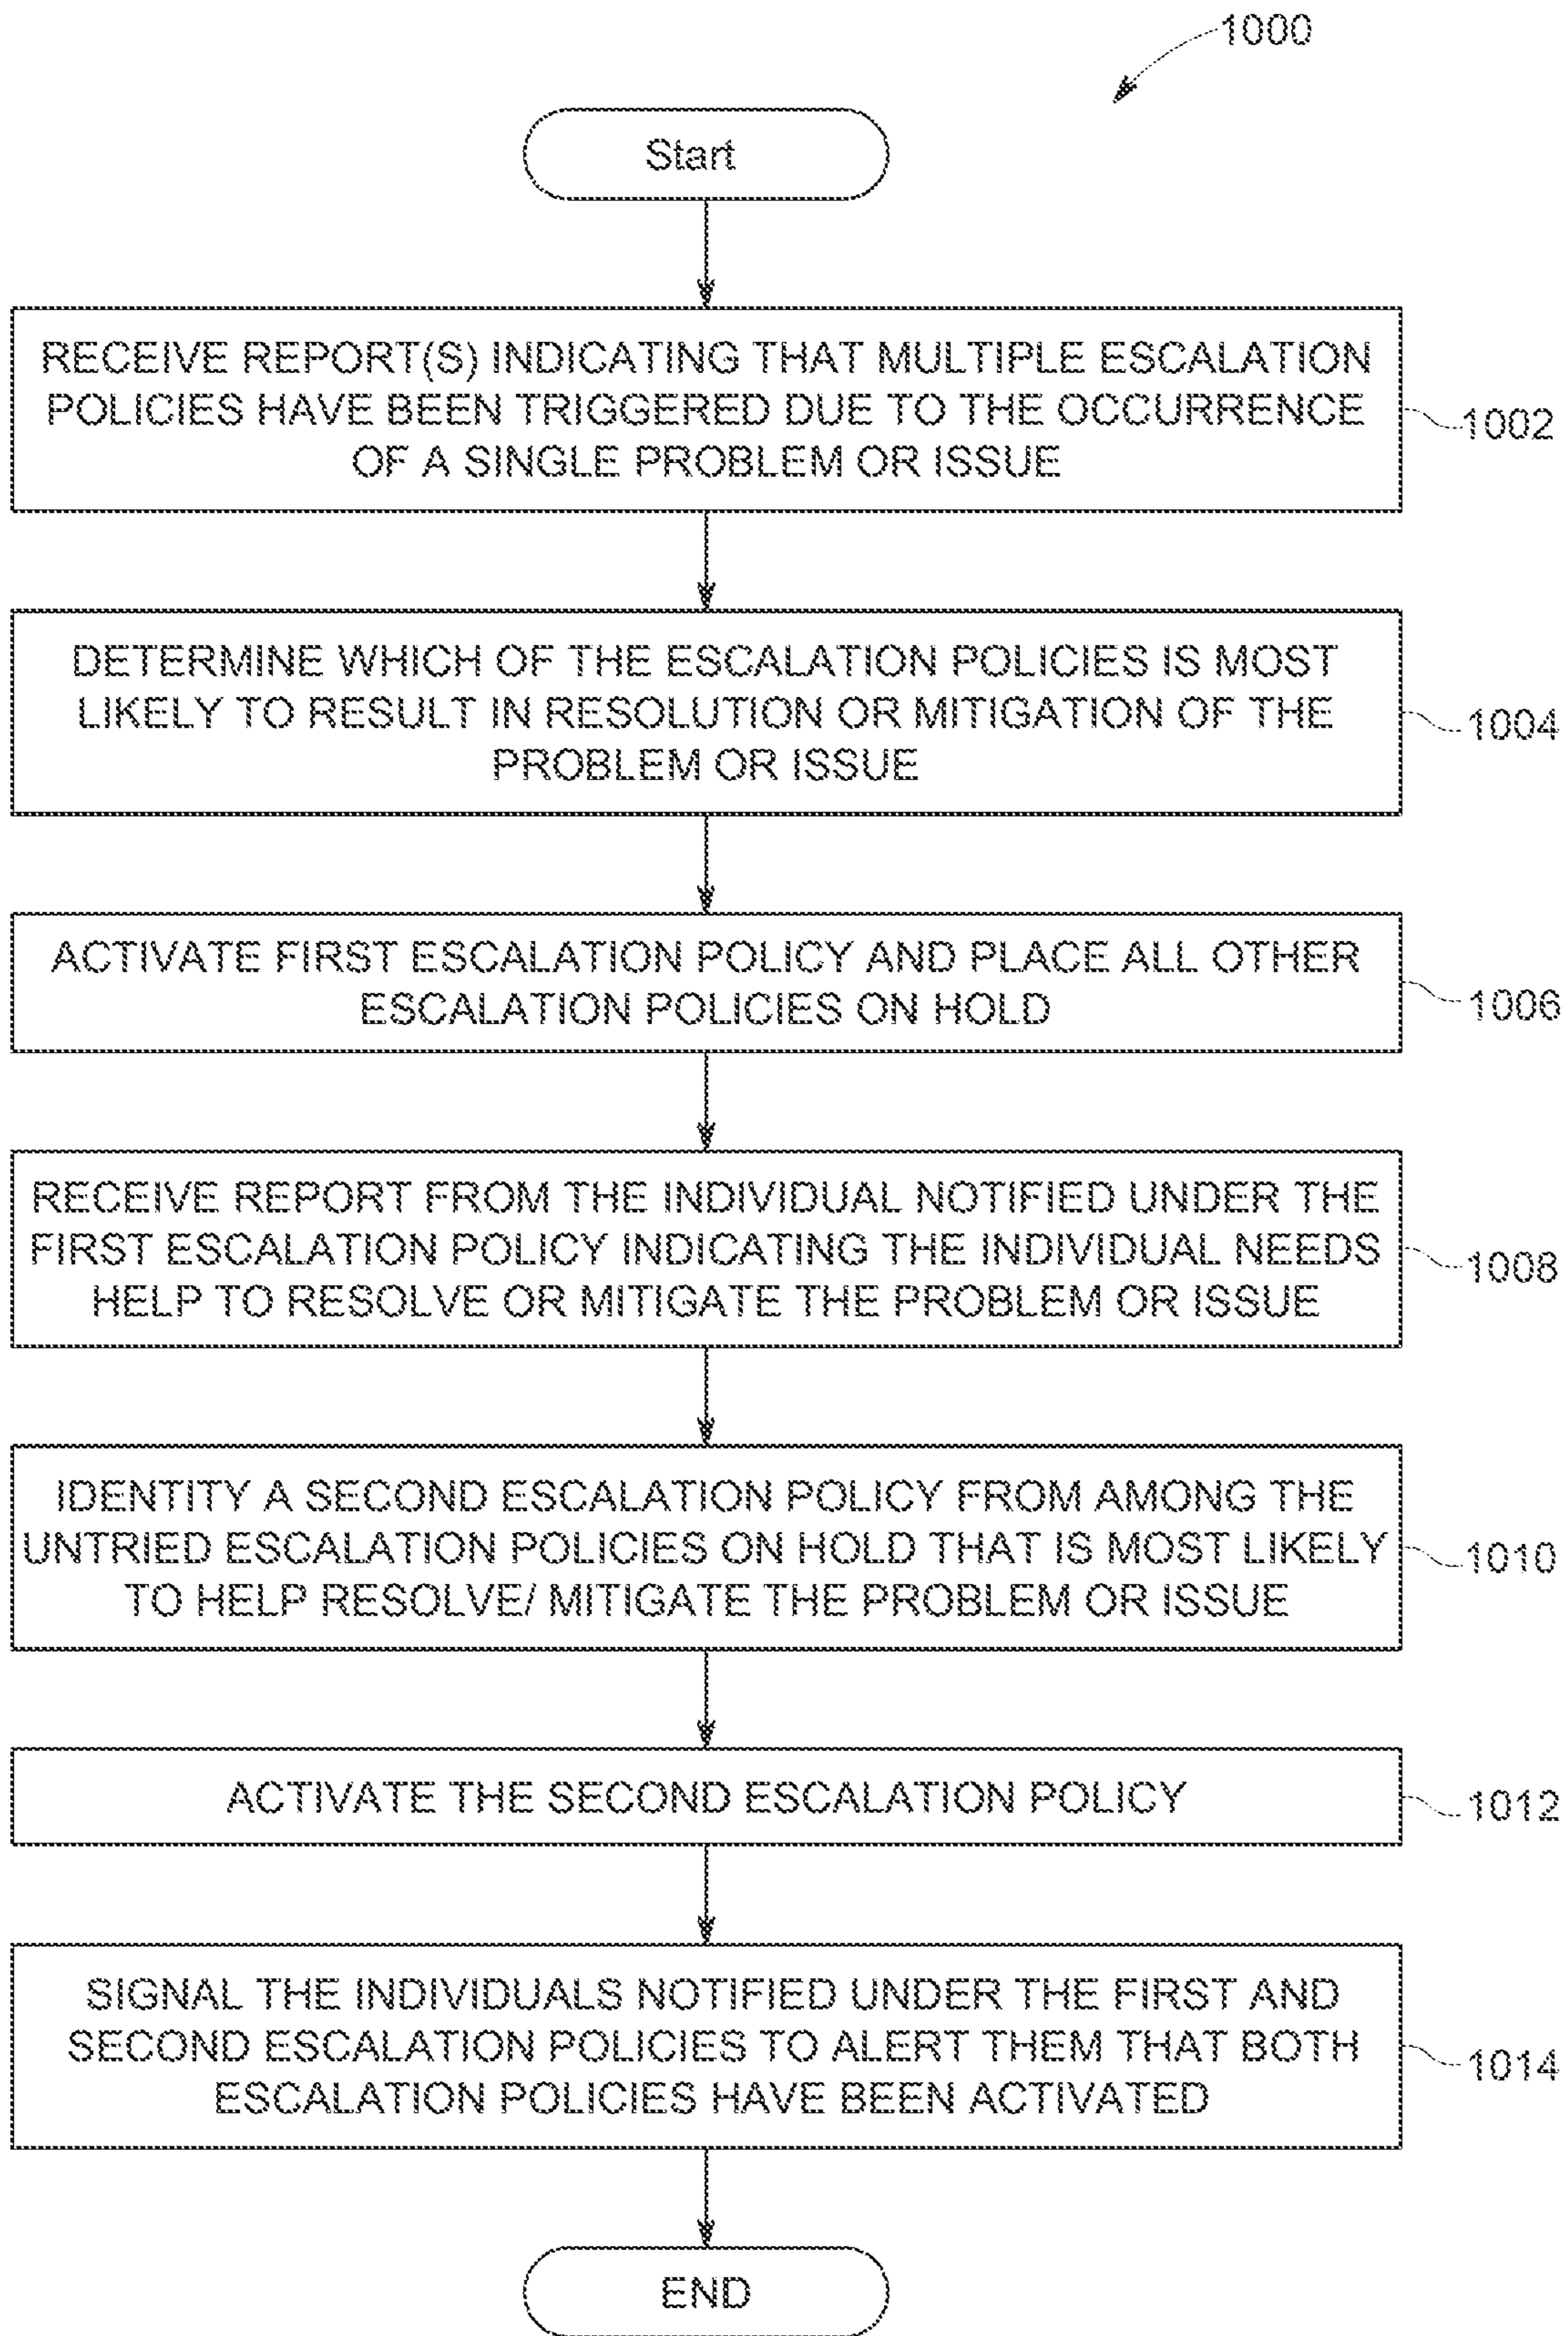 1000
Start
RECEIVE REPORT(S) INDICATING THAT MULTIPLE ESCALATION
POLICIES HAVE BEEN TRIGGERED DUE TO THE OCCURRENCE
OF A SINGLE PROBLEM OR ISSUE
1002
DETERMINE WHICH OF THE ESCALATION POLICIES IS MOST
LIKELY TO RESULT IN RESOLUTION OR MITIGATION OF THE
PROBLEM OR ISSUE
1004
ACTIVATE FIRST ESCALATION POLICY AND PLACE ALL OTHER
ESCALATION POLICIES ON HOLD
1006
RECEIVE REPORT FROM THE INDIVIDUAL NOTIFIED UNDER THE
FIRST ESCALATION POLICY INDICATING THE INDIVIDUAL NEEDS
HELP TO RESOLVE OR MITIGATE THE PROBLEM OR ISSUE
1008
IDENTITY A SECOND ESCALATION POLICY FROM AMONG THE
UNTRIED ESCALATION POLICIES ON HOLD THAT IS MOST LIKELY
TO HELP RESOLVE/ MITIGATE THE PROBLEM OR ISSUE
1010
ACTIVATE THE SECOND ESCALATION POLICY
1012
SIGNAL THE INDIVIDUALS NOTIFIED UNDER THE FIRST AND
SECOND ESCALATION POLICIES TO ALERT THEM THAT BOTH
ESCALATION POLICIES HAVE BEEN ACTIVATED
1014
END